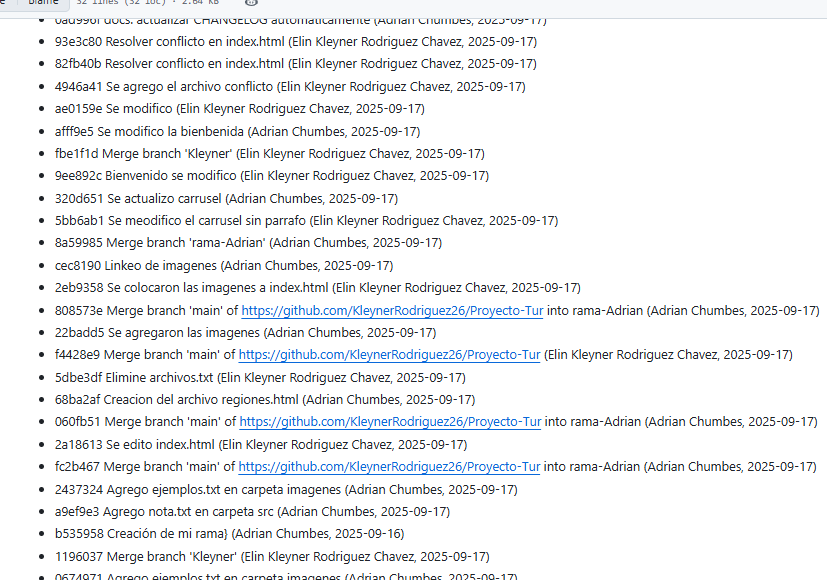 Blame 32 lines (32 loc) · 2.64 KB
0ad996f docs: actualizar CHANGELOG automáticamente (Adrian Chumbes, 2025-09-17)
93e3c80 Resolver conflicto en index.html (Elin Kleyner Rodriguez Chavez, 2025-09-17)
82fb40b Resolver conflicto en index.html (Elin Kleyner Rodriguez Chavez, 2025-09-17)
4946a41 Se agrego el archivo conflicto (Elin Kleyner Rodriguez Chavez, 2025-09-17)
ae0159e Se modifico (Elin Kleyner Rodriguez Chavez, 2025-09-17)
afff9e5 Se modifico la bienbenida (Adrian Chumbes, 2025-09-17)
fbe1f1d Merge branch 'Kleyner' (Elin Kleyner Rodriguez Chavez, 2025-09-17)
9ee892c Bienvenido se modifico (Elin Kleyner Rodriguez Chavez, 2025-09-17)
320d651 Se actualizo carrusel (Adrian Chumbes, 2025-09-17)
5bb6ab1 Se meodifico el carrusel sin parrafo (Elin Kleyner Rodriguez Chavez, 2025-09-17)
8a59985 Merge branch 'rama-Adrian' (Adrian Chumbes, 2025-09-17)
cec8190 Linkeo de imagenes (Adrian Chumbes, 2025-09-17)
2eb9358 Se colocaron las imagenes a index.html (Elin Kleyner Rodriguez Chavez, 2025-09-17)
808573e Merge branch 'main' of https://github.com/KleynerRodriguez26/Proyecto-Tur into rama-Adrian (Adrian Chumbes, 2025-09-17)
22badd5 Se agregaron las imagenes (Adrian Chumbes, 2025-09-17)
f4428e9 Merge branch 'main' of https://github.com/KleynerRodriguez26/Proyecto-Tur (Elin Kleyner Rodriguez Chavez, 2025-09-17)
5dbe3df Elimine archivos.txt (Elin Kleyner Rodriguez Chavez, 2025-09-17)
68ba2af Creacion del archivo regiones.html (Adrian Chumbes, 2025-09-17)
060fb51 Merge branch 'main' of https://github.com/KleynerRodriguez26/Proyecto-Tur into rama-Adrian (Adrian Chumbes, 2025-09-17)
2a18613 Se edito index.html (Elin Kleyner Rodriguez Chavez, 2025-09-17)
fc2b467 Merge branch 'main' of https://github.com/KleynerRodriguez26/Proyecto-Tur into rama-Adrian (Adrian Chumbes, 2025-09-17)
2437324 Agrego ejemplos.txt en carpeta imagenes (Adrian Chumbes, 2025-09-17)
a9ef9e3 Agrego nota.txt en carpeta src (Adrian Chumbes, 2025-09-17)
b535958 Creación de mi rama} (Adrian Chumbes, 2025-09-16)
1196037 Merge branch 'Kleyner' (Elin Kleyner Rodriguez Chavez, 2025-09-17)
0674971 Agrego ejemplos.txt en carpeta imagenes (Adrian Chumbes, 2025-09-17)